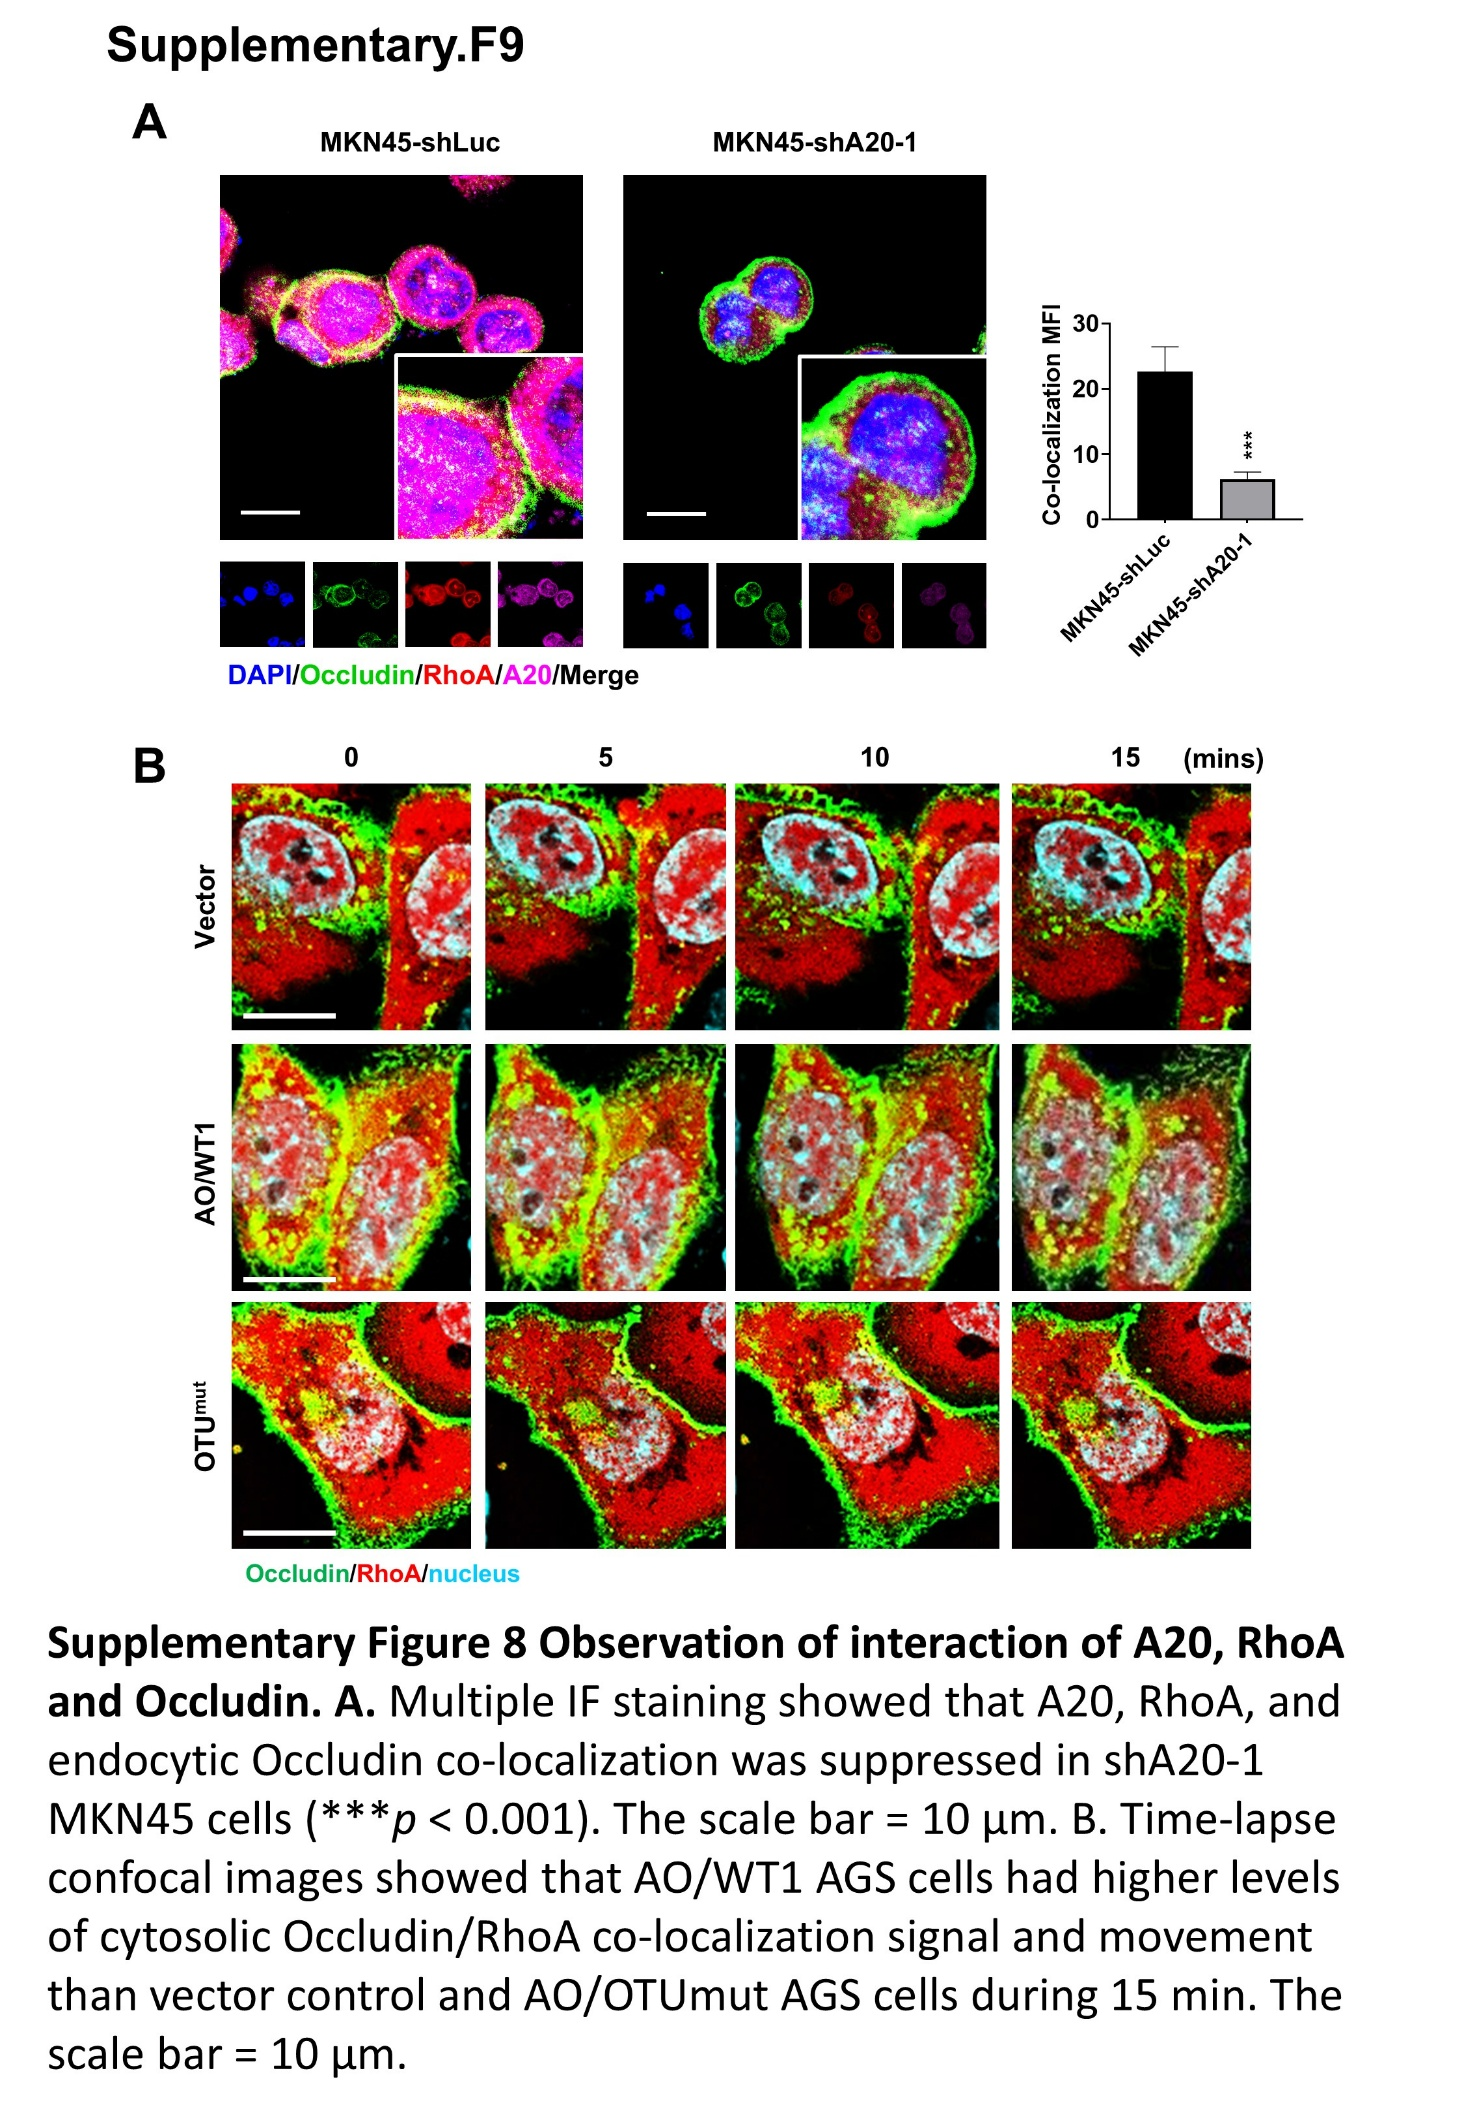 Supplementary.F9
A
MKN45-shLuc
MKN45-shA20-1
Co-localization MFI
30
20
10
0
***
MKN45-shLuc
MKN45-shA20-1
DAPI/Occludin/RhoA/A20/Merge
B
0 5 10 15 (mins)
Vector
AO/WT1
OTUmut
Occludin/RhoA/nucleus
Supplementary Figure 8 Observation of interaction of A20, RhoA
and Occludin. A. Multiple IF staining showed that A20, RhoA, and
endocytic Occludin co-localization was suppressed in shA20-1
MKN45 cells (***p < 0.001). The scale bar = 10 μm. B. Time-lapse
confocal images showed that AO/WT1 AGS cells had higher levels
of cytosolic Occludin/RhoA co-localization signal and movement
than vector control and AO/OTUmut AGS cells during 15 min. The
scale bar = 10 μm.